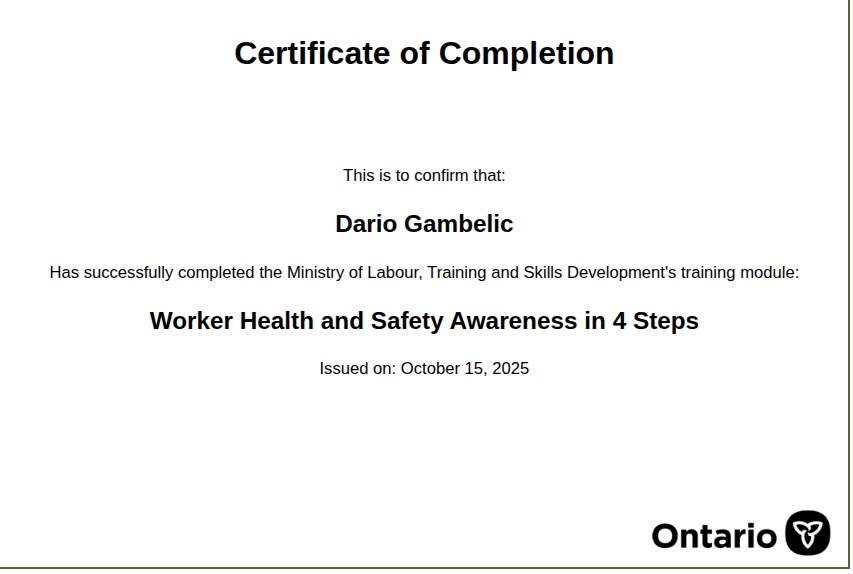 Certificate of Completion
This is to confirm that:
Dario Gambelic
Has successfully completed the Ministry of Labour, Training and Skills Development's training module:
Worker Health and Safety Awareness in 4 Steps
Issued on: October 15, 2025
Ontario